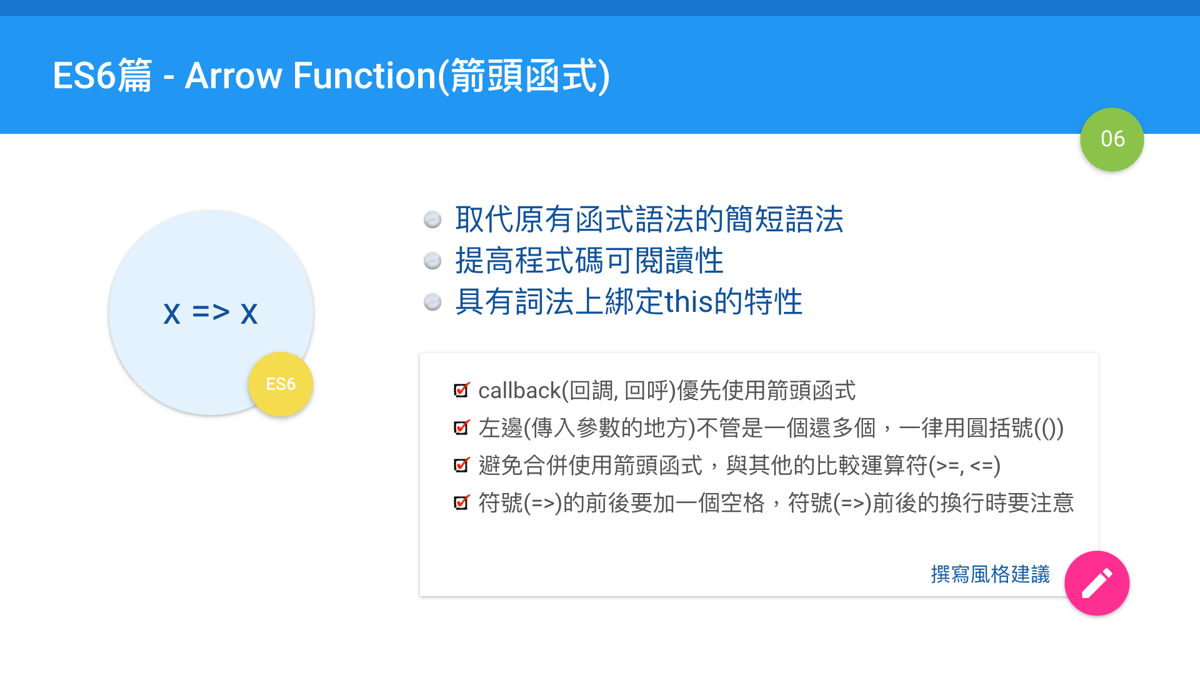 ES6篇 - Arrow Function(箭頭函式)
06
x => x
ES6
取代原有函式語法的簡短語法
提高程式碼可閱讀性
具有詞法上綁定this的特性
callback(回調, 回呼)優先使用箭頭函式
左邊(傳入參數的地方)不管是一個還多個，一律用圓括號(())
避免合併使用箭頭函式，與其他的比較運算符(>=, <=)
符號(=>)的前後要加一個空格，符號(=>)前後的換行時要注意
撰寫風格建議